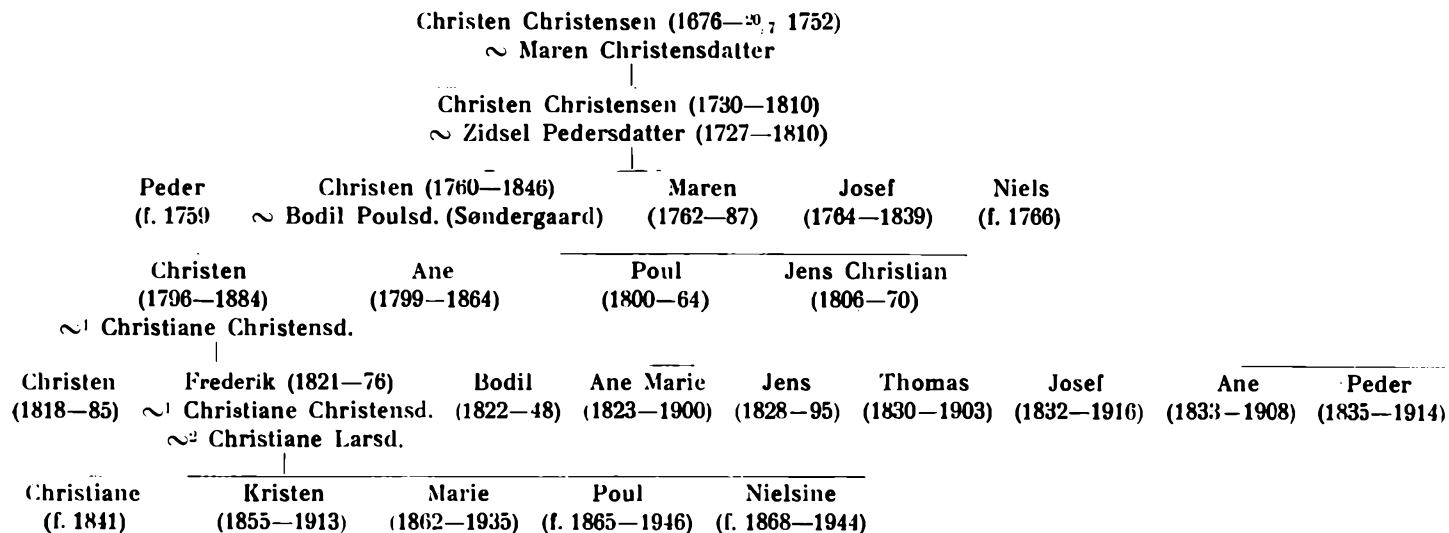 Christen Christensen (1676—20/7 1752)
∾ Maren Christensdatter
Christen Christensen (1730—1810)
∾ Zidsel Pedersdatter (1727—1810)
Peder Christen (1760—1846) Maren Josef Niels
(f. 1759 ∾ Bodil Poulsd. (Søndergaard) (1762—87) (1764—1839) (f. 1766)
Christen Ane Poul Jens Christian
(1796—1884) (1799—1864) (1800—64) (1806—70)
∾¹ Christiane Christensd.
Christen Frederik (1821—76) Bodil Ane Marie Jens Thomas Josef Ane Peder
(1818—85) ∾¹ Christiane Christensd. (1822—48) (1823—1900) (1828—95) (1830—1903) (1832—1916) (1833—1908) (1835—1914)
∾² Christiane Larsd.
Christiane Kristen Marie Poul Nielsine
(f. 1841) (1855—1913) (1862—1935) (f. 1865—1946) (f. 1868—1944)